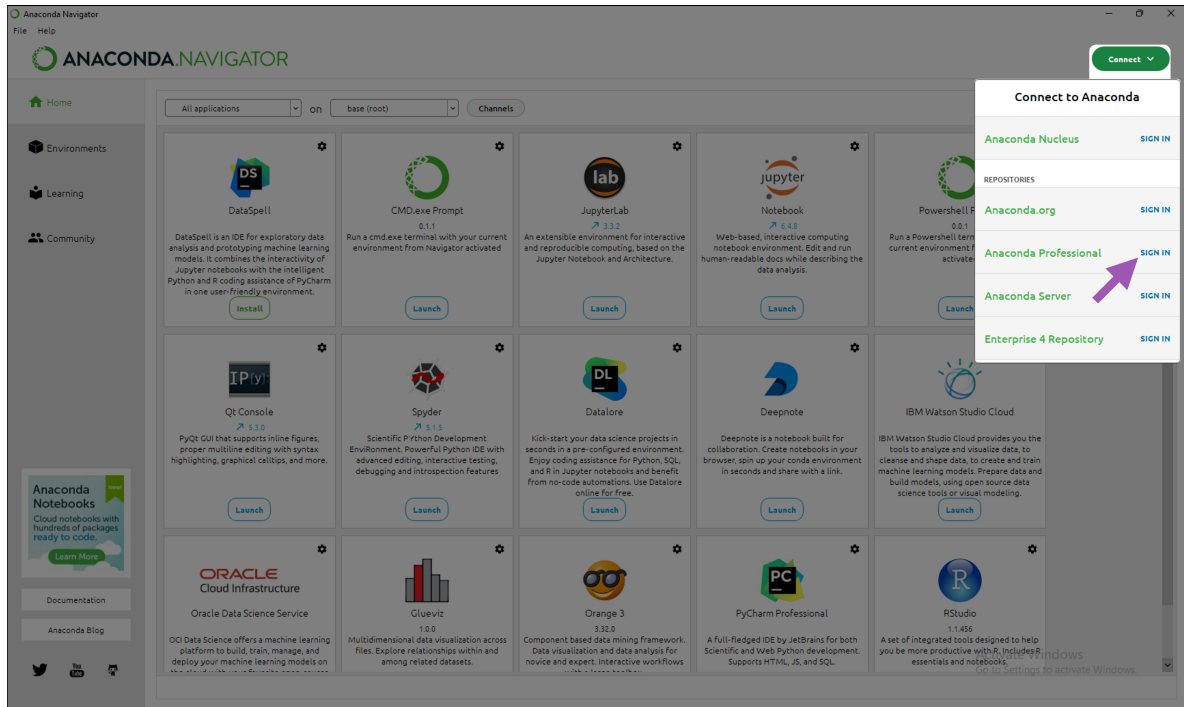 Anaconda Navigator
File Help
ANACONDA.NAVIGATOR
Connect
Connect to Anaconda
Anaconda Nucleus SIGN IN
REPOSITORIES
Anaconda.org SIGN IN
Anaconda Professional SIGN IN
Anaconda Server SIGN IN
Enterprise 4 Repository SIGN IN
Home
Environments
Learning
Community
All applications on base (root) Channels
DS
DataSpell
DataSpell is an IDE for exploratory data
analysis and prototyping machine learning
models. It combines the interactivity of
Jupyter notebooks with the intelligent
Python and R coding assistance of PyCharm
in one user-friendly environment.
Install
CMD.exe Prompt
0.1.1
Run a cmd.exe terminal with your current
environment from Navigator activated
Launch
lab
JupyterLab
3.3.2
An extensible environment for interactive
and reproducible computing, based on the
Jupyter Notebook and Architecture.
Launch
jupyter
Notebook
6.4.8
Web-based, interactive computing
notebook environment. Edit and run
human-readable docs while describing the
data analysis.
Launch
Powershell
0.0.1
Run a Powershell
current environment
Launch
IP[y]:
Qt Console
5.3.0
PyQt GUI that supports inline figures,
proper multiline editing with syntax
highlighting, graphical calltips, and more.
Launch
Spyder
5.1.5
Scientific PYthon Development
EnviRonment. Powerful Python IDE with
advanced editing, interactive testing,
debugging and introspection features
Launch
DL
Datalore
Kick-start your data science projects in
seconds in a pre-configured environment.
Enjoy coding assistance for Python, SQL,
and R in Jupyter notebooks and benefit
from no-code automations. Use Datalore
online for free.
Launch
Deepnote
Deepnote is a notebook built for
collaboration. Create notebooks in your
browser, spin up your conda environment
in seconds and share with a link.
Launch
IBM Watson Studio Cloud
IBM Watson Studio Cloud provides you the
tools to analyze and visualize data, to
cleanse and shape data, to create and train
machine learning models. Prepare data and
build models, using open source data
science tools or visual modeling.
Launch
ORACLE
Cloud Infrastructure
Oracle Data Science Service
OCI Data Science offers a machine learning
platform to build, train, manage, and
deploy your machine learning models on
Glueviz
1.0.0
Multidimensional data visualization across
files. Explore relationships within and
among related datasets.
Orange 3
3.32.0
Component based data mining framework.
Data visualization and data analysis for
novice and expert. Interactive workflows
PC
PyCharm Professional
A full-fledged IDE by JetBrains for both
Scientific and Web Python development.
Supports HTML, JS, and SQL.
R
RStudio
1.1.456
A set of integrated tools designed to help
you be more productive with R. Includes R
essentials and notebooks.
Anaconda
Notebooks
Cloud notebooks with
hundreds of packages
ready to code.
Learn More
Documentation
Anaconda Blog
You
Tube
Activate Windows
Go to Settings to activate Windows.